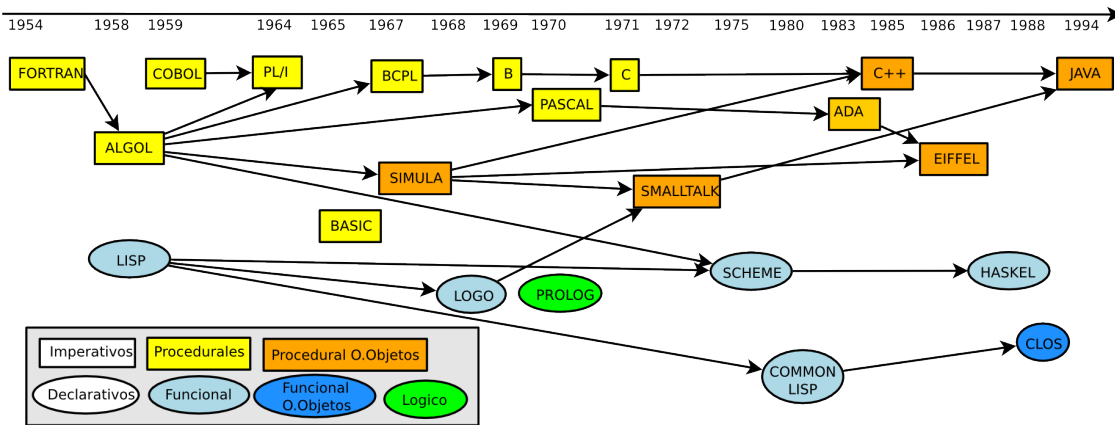 1954 1958 1959 1964 1965 1967 1968 1969 1970 1971 1972 1975 1980 1983 1985 1986 1987 1988 1994
FORTRAN COBOL PL/I BCPL B C C++ JAVA
PASCAL ADA
ALGOL EIFFEL
SIMULA SMALLTALK
BASIC
LISP SCHEME HASKEL
LOGO PROLOG
CLOS
Imperativos Procedurales Procedural O.Objetos
COMMON
LISP
Declarativos Funcional Funcional
O.Objetos
Logico